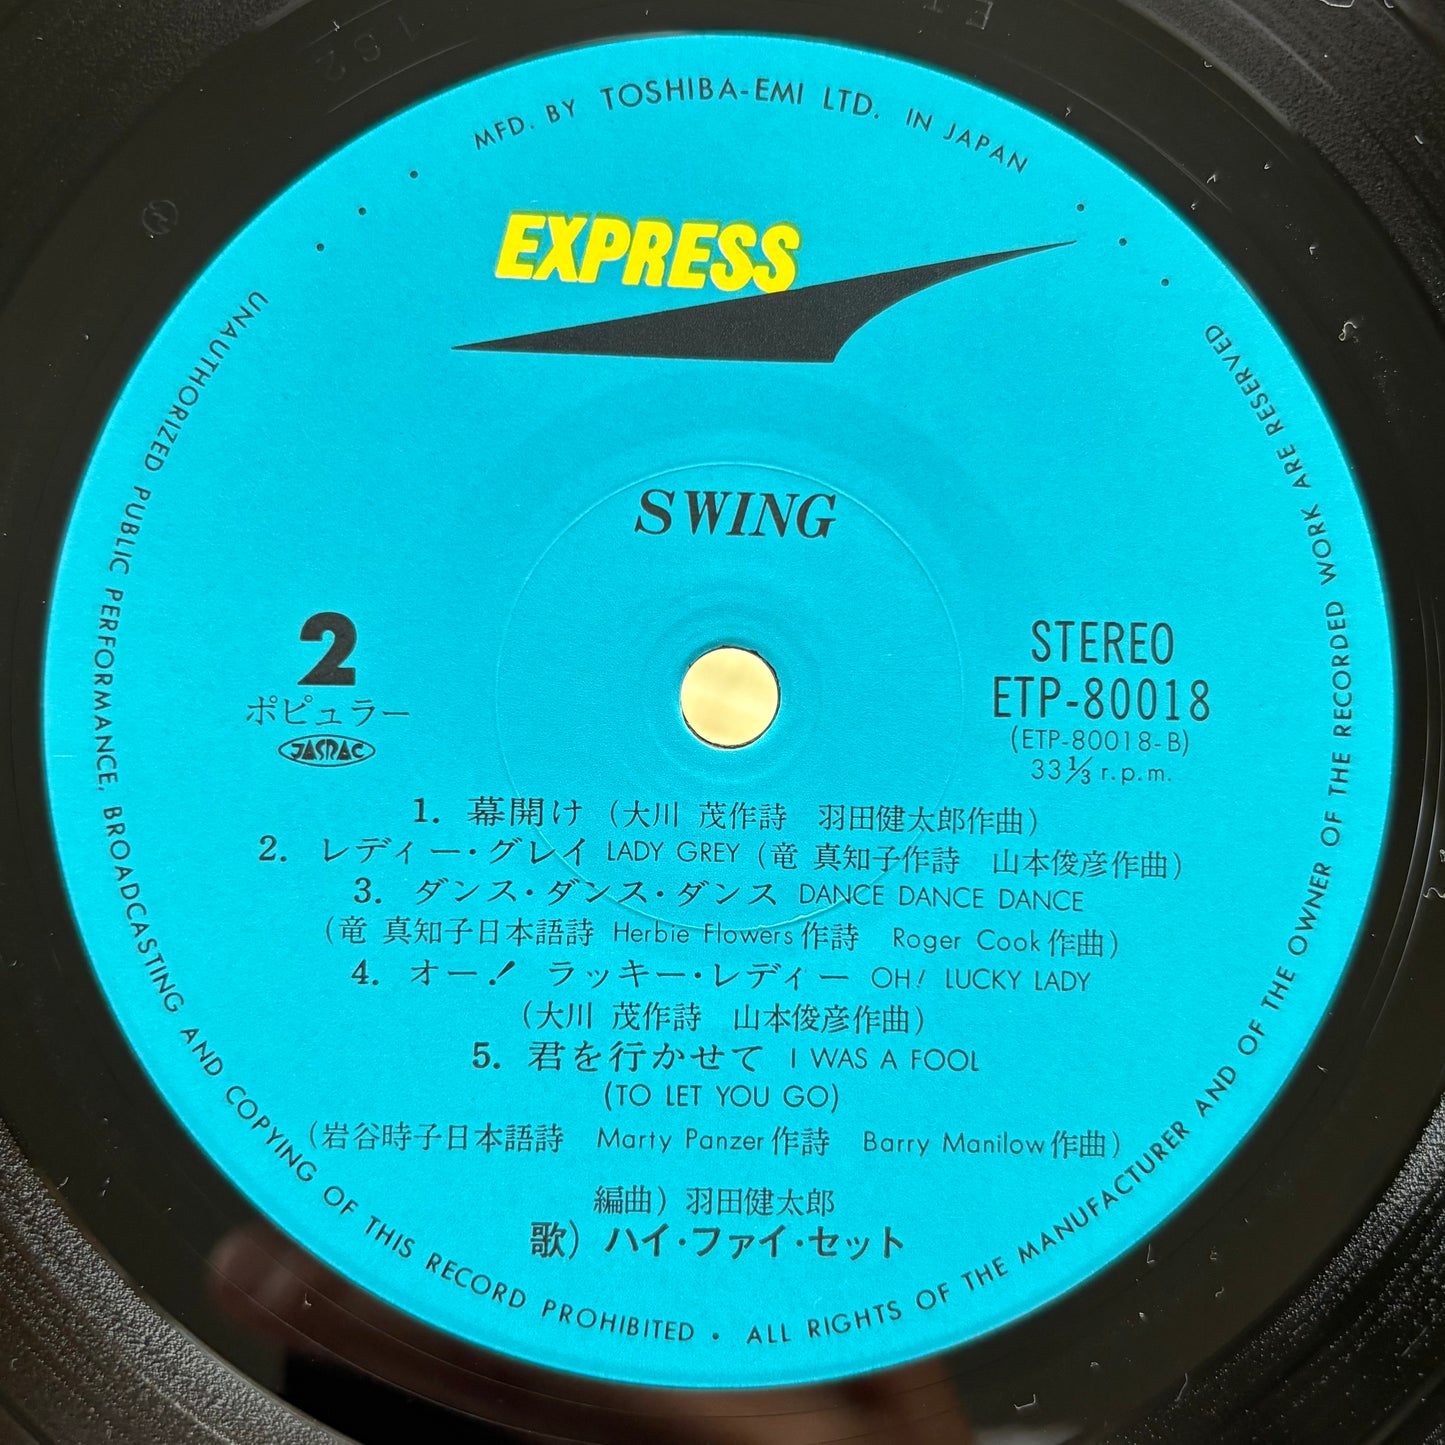 MFD. BY TOSHIBA-EMI LTD. IN JAPAN
EXPRESS
SWING
2
ポピュラー
JASRAC
STEREO
ETP-80018
(ETP-80018-B)
33 1/3 r.p.m.
1. 幕開け (大川 茂作詩 羽田健太郎作曲)
2. レディー・グレイ LADY GREY (竜 真知子作詩 山本俊彦作曲)
3. ダンス・ダンス・ダンス DANCE DANCE DANCE
(竜 真知子日本語詩 Herbie Flowers作詩 Roger Cook作曲)
4. オー! ラッキー・レディー OH! LUCKY LADY
(大川 茂作詩 山本俊彦作曲)
5. 君を行かせて I WAS A FOOL
(TO LET YOU GO)
(岩谷時子日本語詩 Marty Panzer作詩 Barry Manilow作曲)
編曲) 羽田健太郎
歌) ハイ・ファイ・セット
UNAUTHORIZED PUBLIC PERFORMANCE, BROADCASTING AND COPYING OF THIS RECORD PROHIBITED • ALL RIGHTS OF THE MANUFACTURER AND OF THE OWNER OF THE RECORDED WORK ARE RESERVED